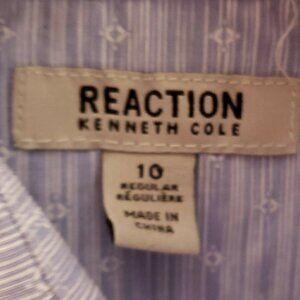 REACTION
KENNETH COLE
10
REGULAR
RÉGULIÈRE
MADE IN
CHINA